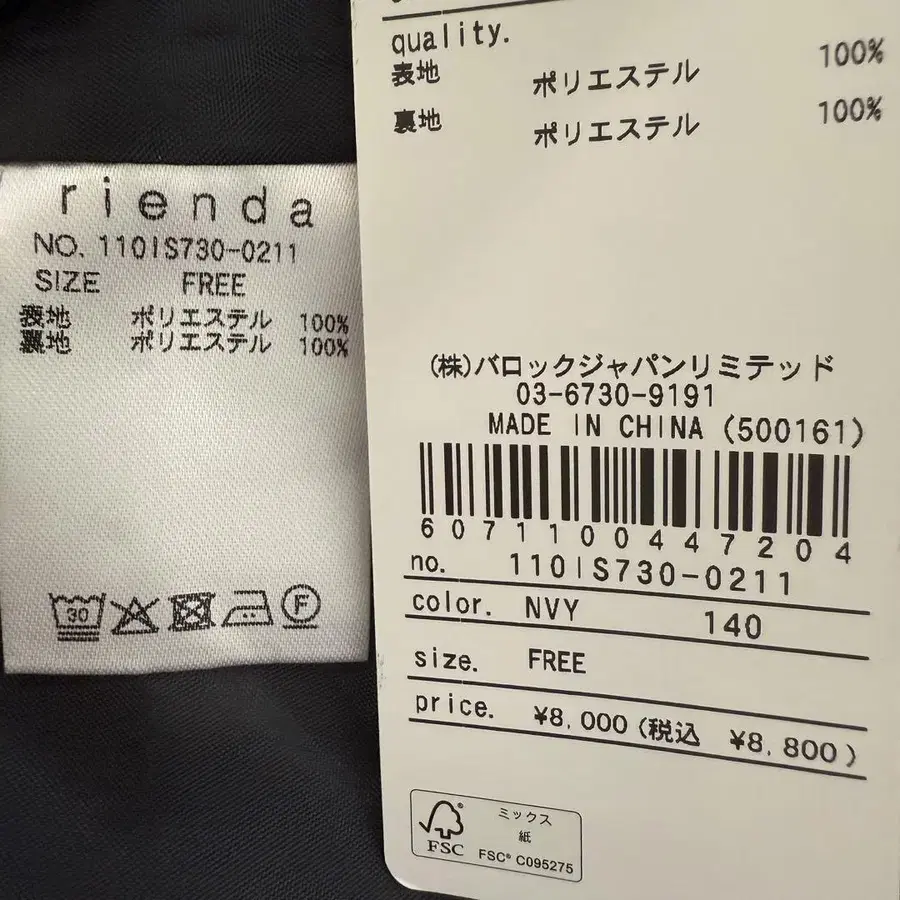 rienda
NO. 110IS730-0211
SIZE FREE
表地 ポリエステル 100%
裏地 ポリエステル 100%
30
F
quality.
表地 ポリエステル 100%
裏地 ポリエステル 100%
(株)バロックジャパンリミテッド
03-6730-9191
MADE IN CHINA (500161)
607110044 7204
no. 110IS730-0211
color. NVY 140
size. FREE
price. ¥8,000 (税込 ¥8,800)
ミックス
紙
FSC
FSC® C095275